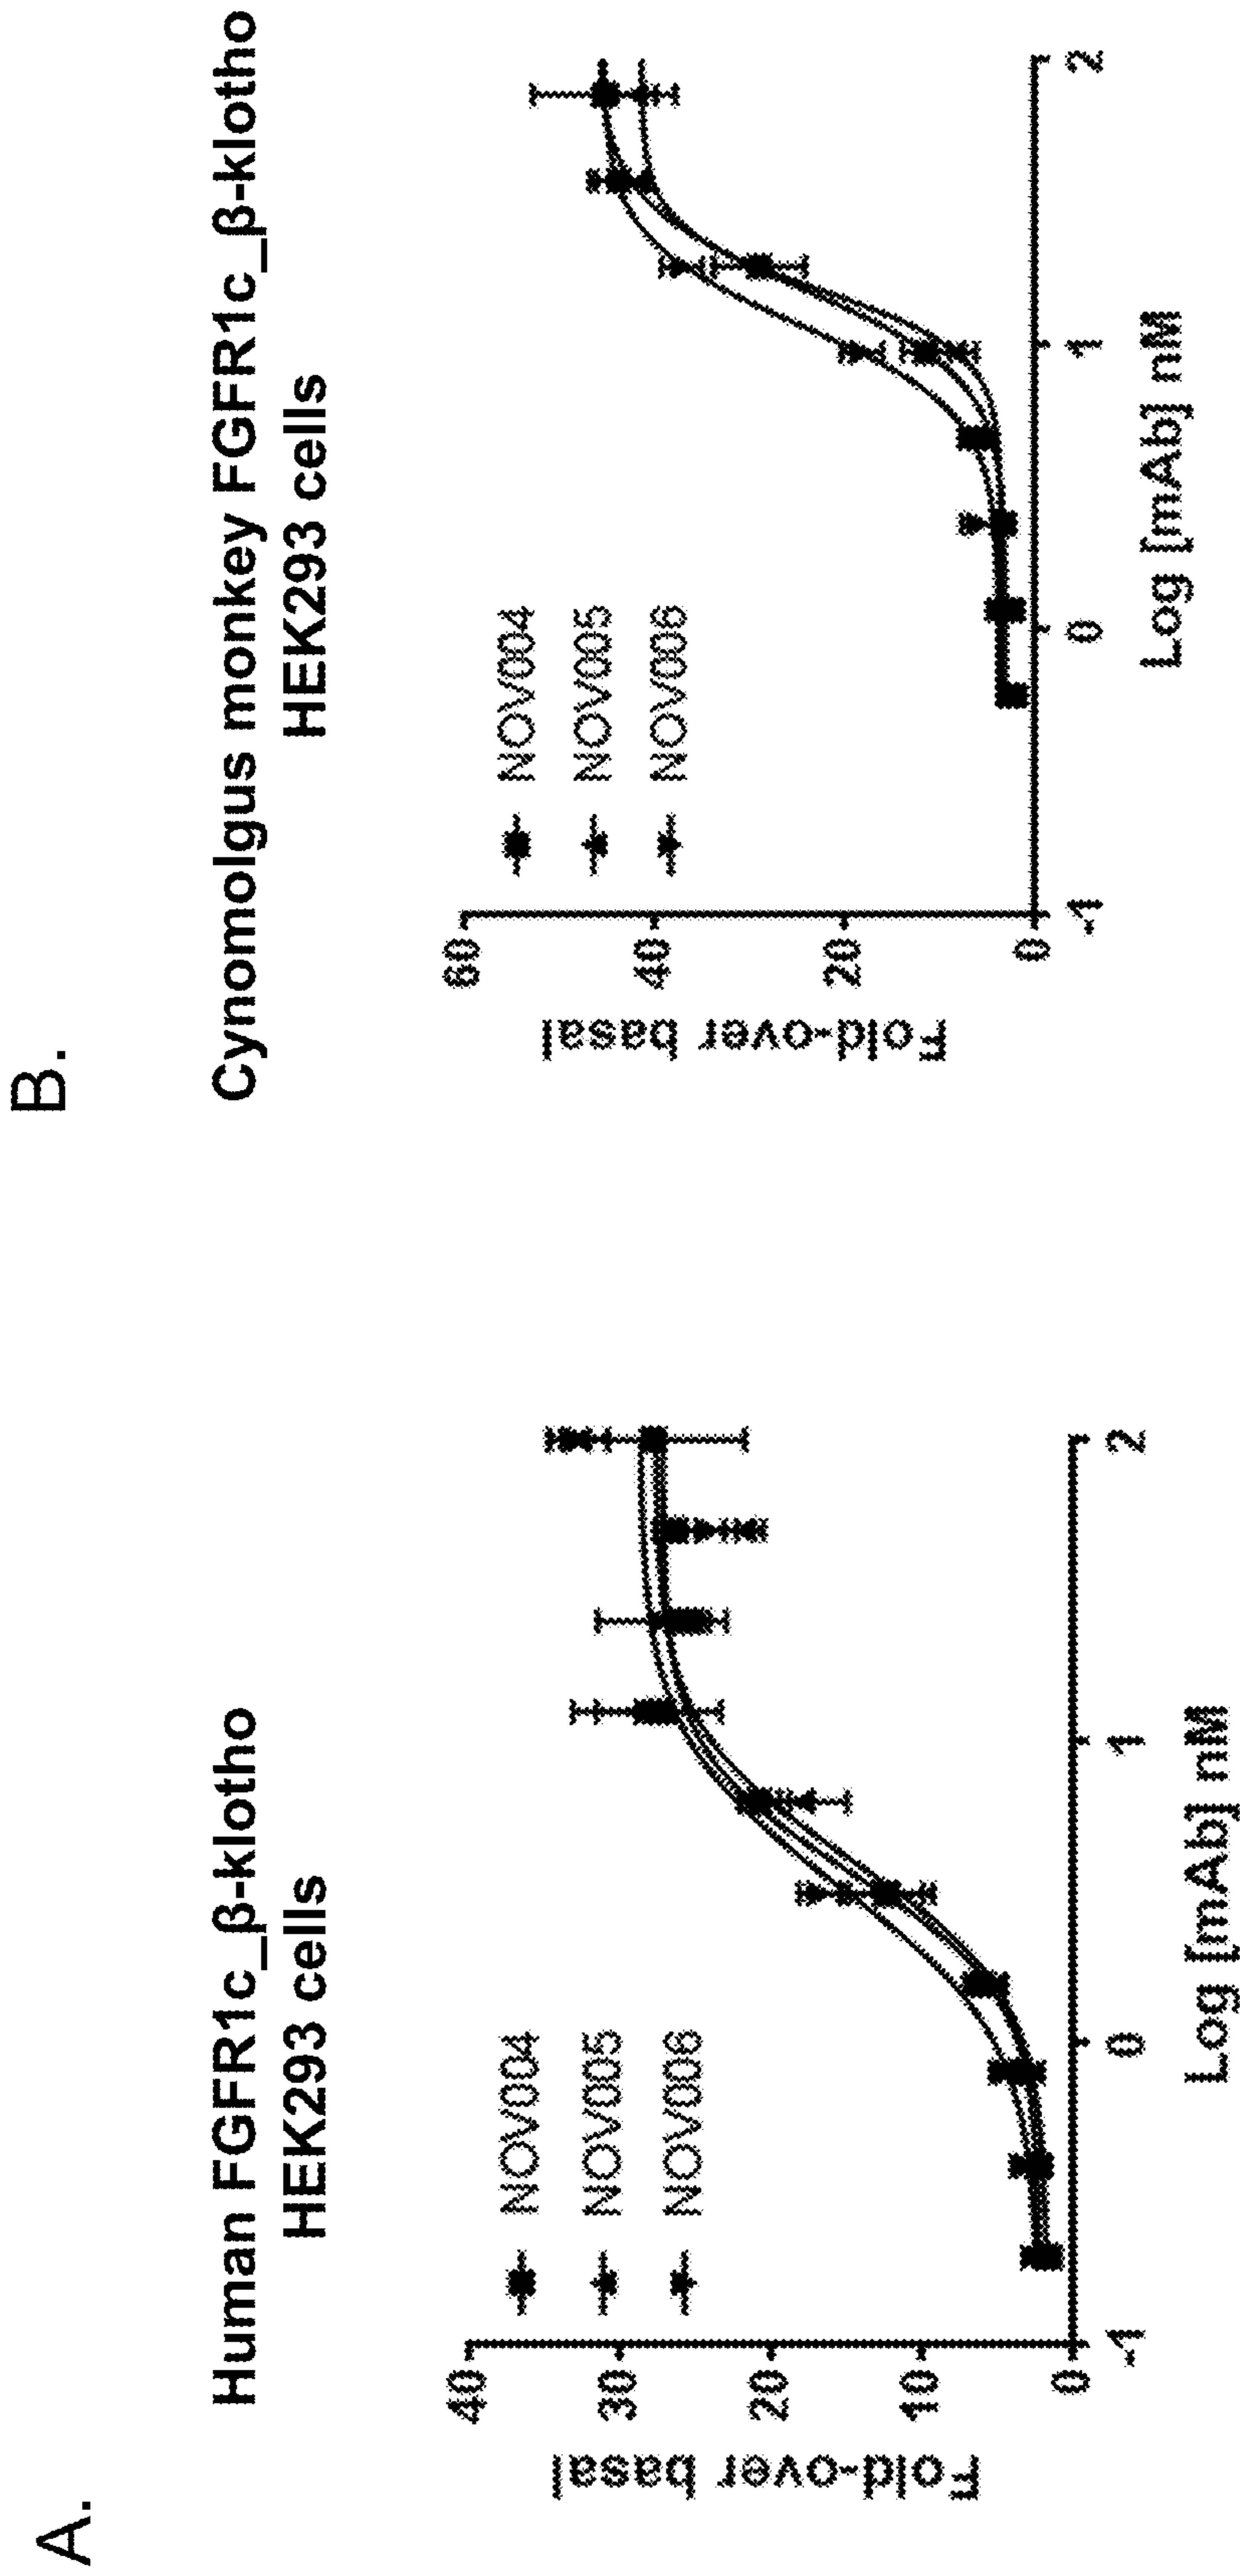 A.
Human FGFR1c_β-klotho
HEK293 cells
NOV004
NOV005
NOV006
Fold-over basal
40
30
20
10
0
-1
0
1
2
Log [mAb] nM
B.
Cynomolgus monkey FGFR1c_β-klotho
HEK293 cells
NOV004
NOV005
NOV006
Fold-over basal
60
40
20
0
-1
0
1
2
Log [mAb] nM